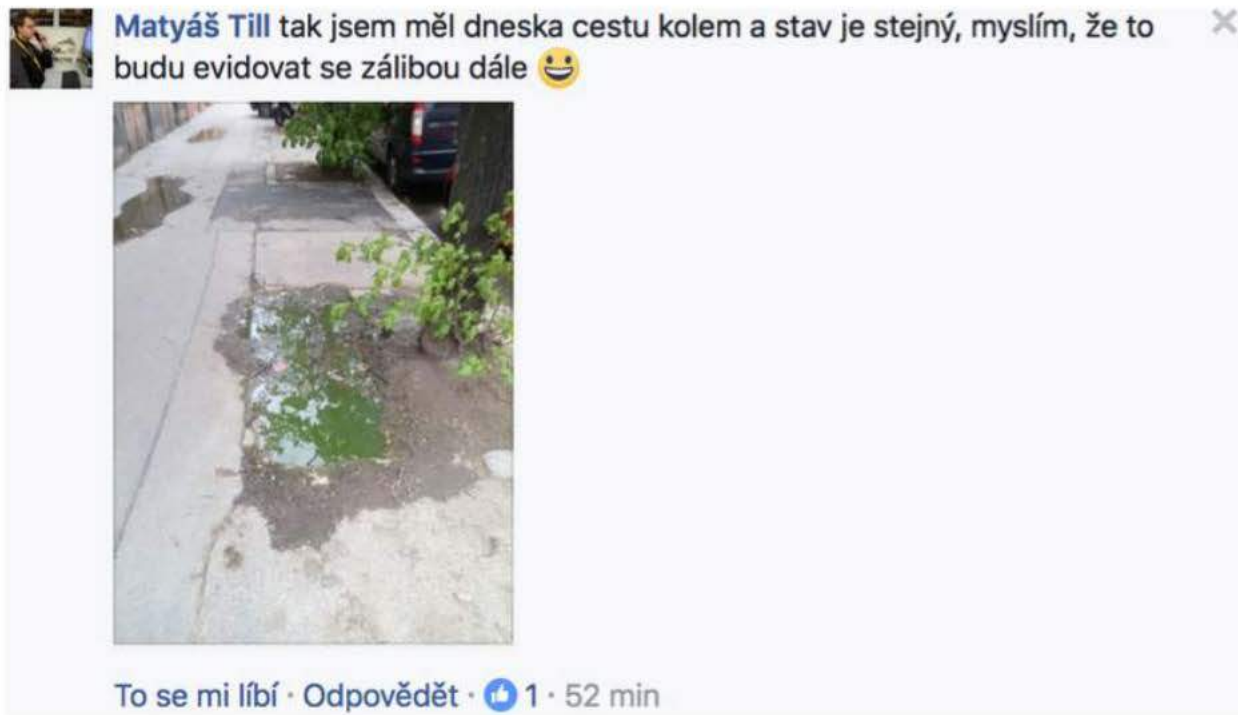 Matyáš Till tak jsem měl dneska cestu kolem a stav je stejný, myslím, že to
budu evidovat se zálibou dále 😀
To se mi líbí · Odpovědět · 1 · 52 min